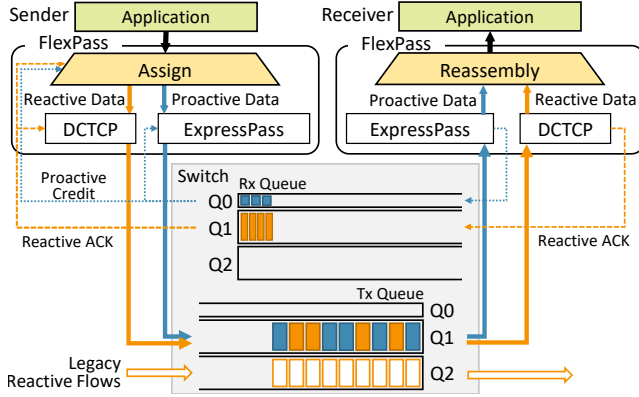 Sender
Application
Receiver
Application
FlexPass
FlexPass
Assign
Reassembly
Reactive Data
Proactive Data
Proactive Data
Reactive Data
DCTCP
ExpressPass
ExpressPass
DCTCP
Proactive
Credit
Switch
Rx Queue
Q0
Q1
Q2
Reactive ACK
Reactive ACK
Tx Queue
Q0
Q1
Q2
Legacy
Reactive Flows